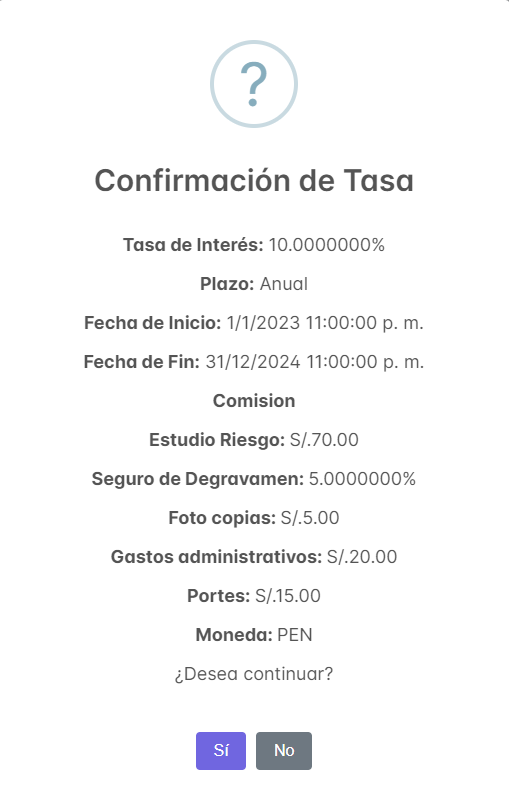 ?
Confirmación de Tasa
Tasa de Interés: 10.0000000%
Plazo: Anual
Fecha de Inicio: 1/1/2023 11:00:00 p. m.
Fecha de Fin: 31/12/2024 11:00:00 p. m.
Comision
Estudio Riesgo: S/.70.00
Seguro de Degravamen: 5.0000000%
Foto copias: S/.5.00
Gastos administrativos: S/.20.00
Portes: S/.15.00
Moneda: PEN
¿Desea continuar?
Sí No